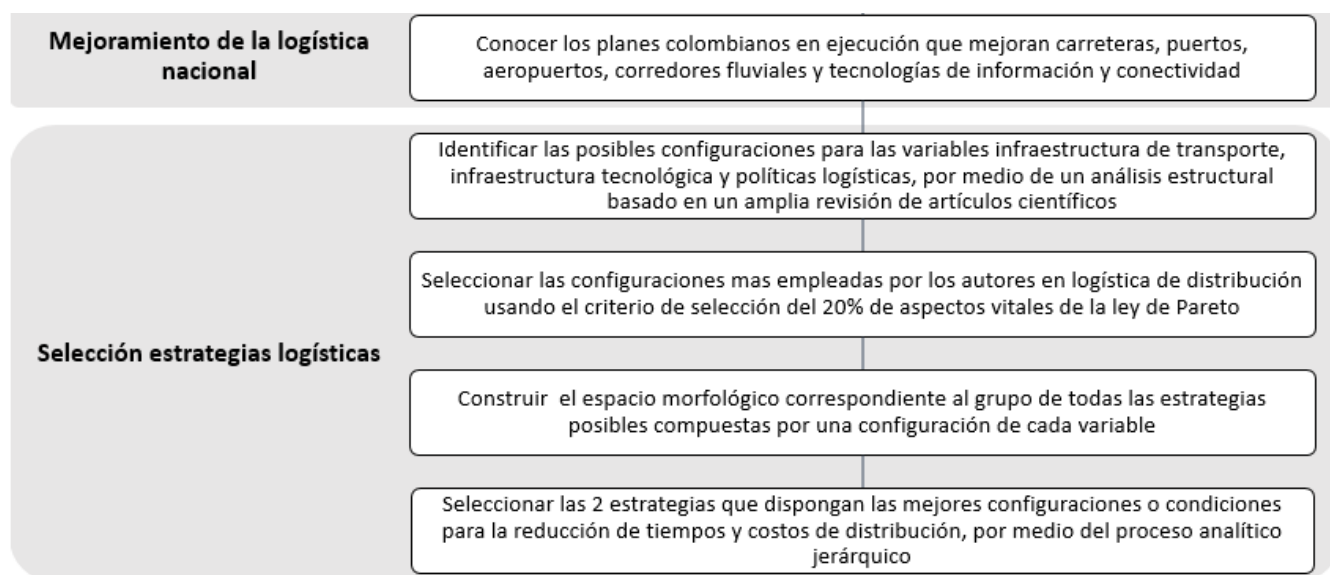 Mejoramiento de la logística
nacional
Conocer los planes colombianos en ejecución que mejoran carreteras, puertos,
aeropuertos, corredores fluviales y tecnologías de información y conectividad
Selección estrategias logísticas
Identificar las posibles configuraciones para las variables infraestructura de transporte,
infraestructura tecnológica y políticas logísticas, por medio de un análisis estructural
basado en un amplia revisión de artículos científicos
Seleccionar las configuraciones mas empleadas por los autores en logística de distribución
usando el criterio de selección del 20% de aspectos vitales de la ley de Pareto
Construir el espacio morfológico correspondiente al grupo de todas las estrategias
posibles compuestas por una configuración de cada variable
Seleccionar las 2 estrategias que dispongan las mejores configuraciones o condiciones
para la reducción de tiempos y costos de distribución, por medio del proceso analítico
jerárquico